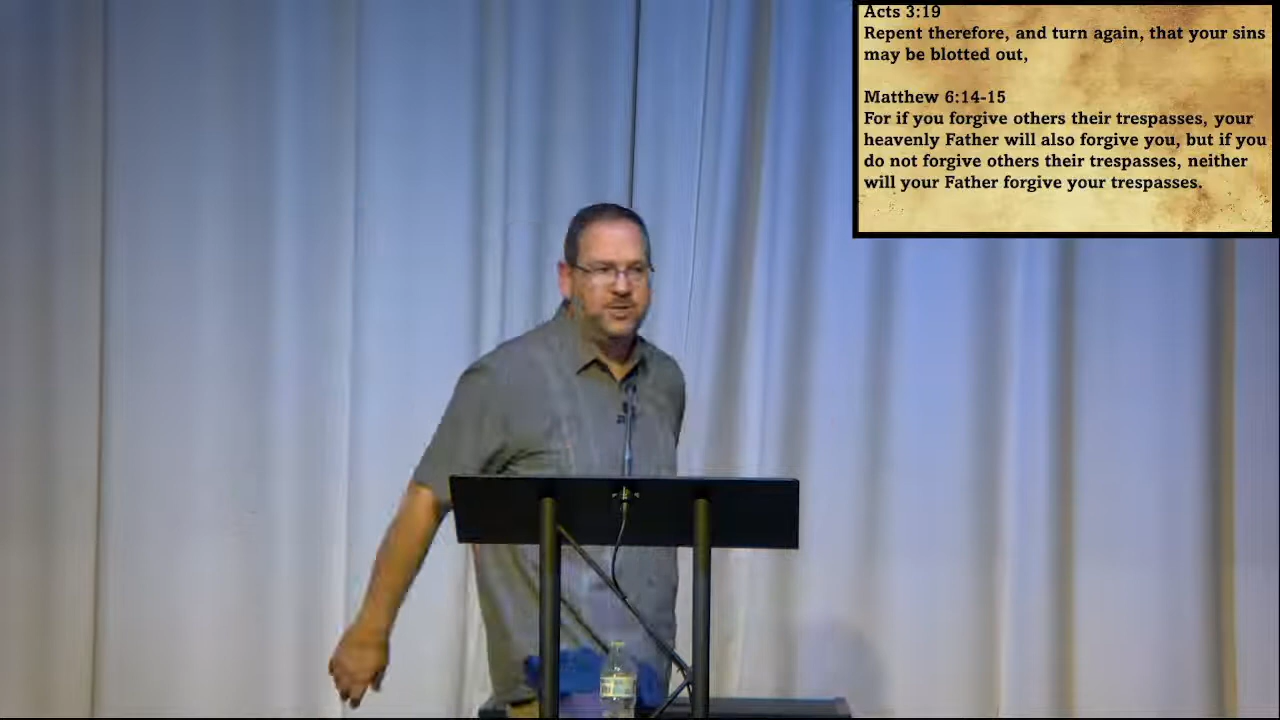 Acts 3:19
Repent therefore, and turn again, that your sins
may be blotted out,
Matthew 6:14-15
For if you forgive others their trespasses, your
heavenly Father will also forgive you, but if you
do not forgive others their trespasses, neither
will your Father forgive your trespasses.